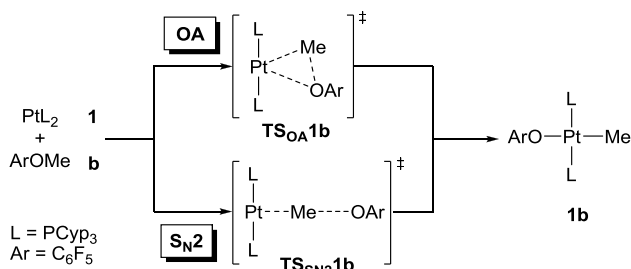 OA
L
Pt
Me
OAr
L
‡
TSOA1b
PtL2 1
+
ArOMe b
L
ArO Pt Me
L
1b
SN2
L
Pt Me OAr
L
‡
TSSN21b
L = PCyp3
Ar = C6F5